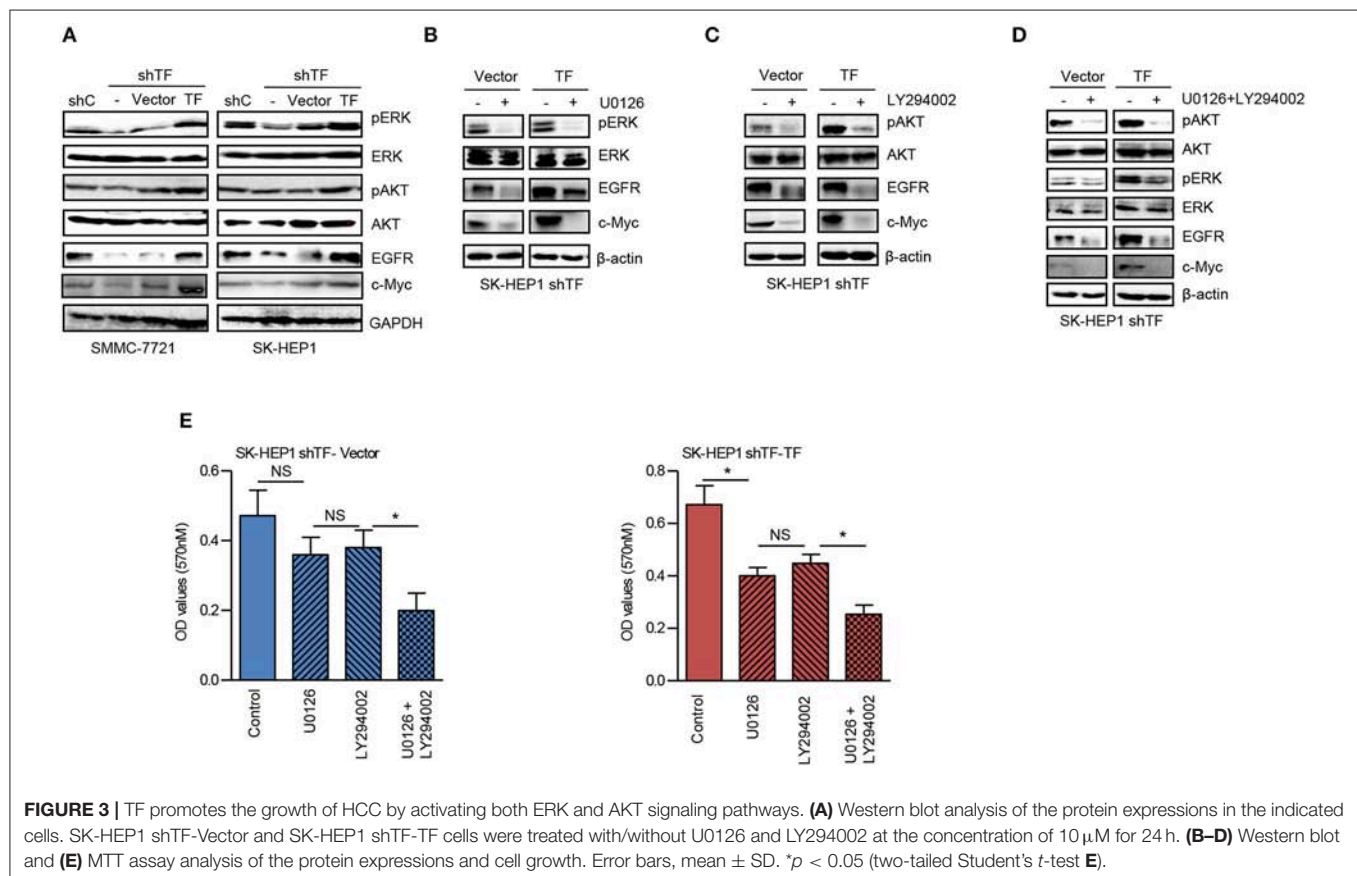 A
shTF
shC - Vector TF
shTF
shC - Vector TF
pERK
ERK
pAKT
AKT
EGFR
c-Myc
GAPDH
SMMC-7721
SK-HEP1
B
Vector TF
- + - + U0126
pERK
ERK
EGFR
c-Myc
β-actin
SK-HEP1 shTF
C
Vector TF
- + - + LY294002
pAKT
AKT
EGFR
c-Myc
β-actin
SK-HEP1 shTF
D
Vector TF
- + - + U0126+LY294002
pAKT
AKT
pERK
ERK
EGFR
c-Myc
β-actin
SK-HEP1 shTF
E
SK-HEP1 shTF- Vector
OD values (570nM)
0.6
0.4
0.2
0.0
NS
NS
*
Control
U0126
LY294002
U0126 +
LY294002
SK-HEP1 shTF-TF
OD values (570nM)
0.8
0.6
0.4
0.2
0.0
*
NS
*
Control
U0126
LY294002
U0126 +
LY294002
FIGURE 3 | TF promotes the growth of HCC by activating both ERK and AKT signaling pathways. (A) Western blot analysis of the protein expressions in the indicated
cells. SK-HEP1 shTF-Vector and SK-HEP1 shTF-TF cells were treated with/without U0126 and LY294002 at the concentration of 10 μM for 24 h. (B–D) Western blot
and (E) MTT assay analysis of the protein expressions and cell growth. Error bars, mean ± SD. *p < 0.05 (two-tailed Student's t-test E).